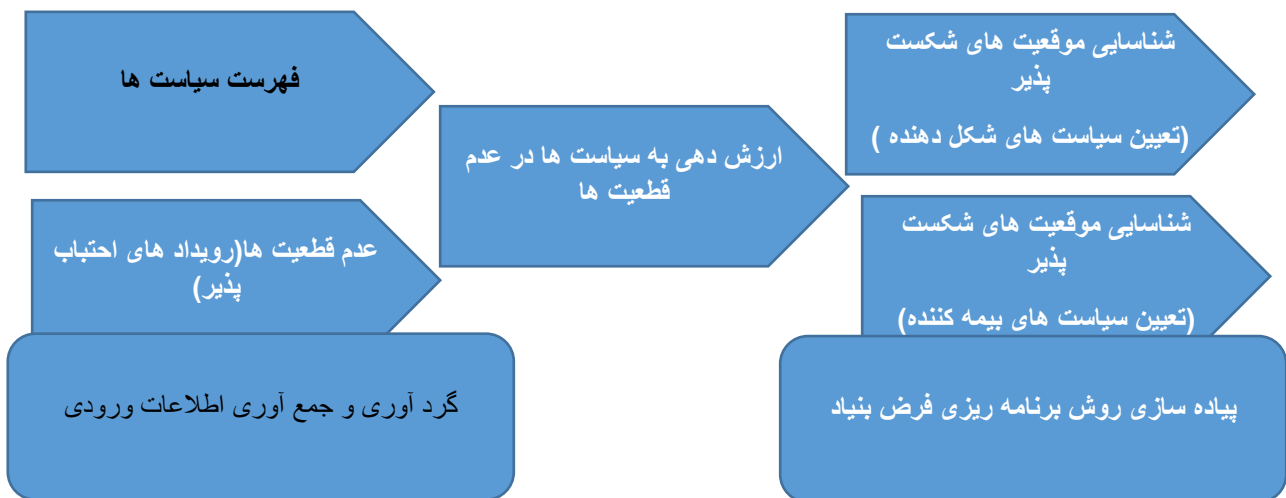 فهرست سیاست ها
عدم قطعیت ها(رویداد های احتباب
پذیر)
گرد آوری و جمع آوری اطلاعات ورودی
ارزش دهی به سیاست ها در عدم
قطعیت ها
شناسایی موقعیت های شکست
پذیر
(تعیین سیاست های شکل دهنده )
شناسایی موقعیت های شکست
پذیر
(تعیین سیاست های بیمه کننده)
پیاده سازی روش برنامه ریزی فرض بنیاد